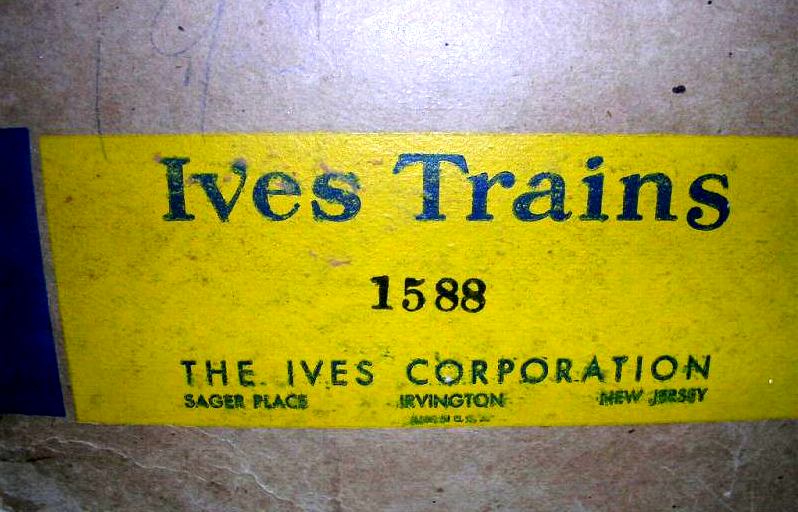 Ives Trains
1588
THE IVES CORPORATION
SAGER PLACE IRVINGTON NEW JERSEY